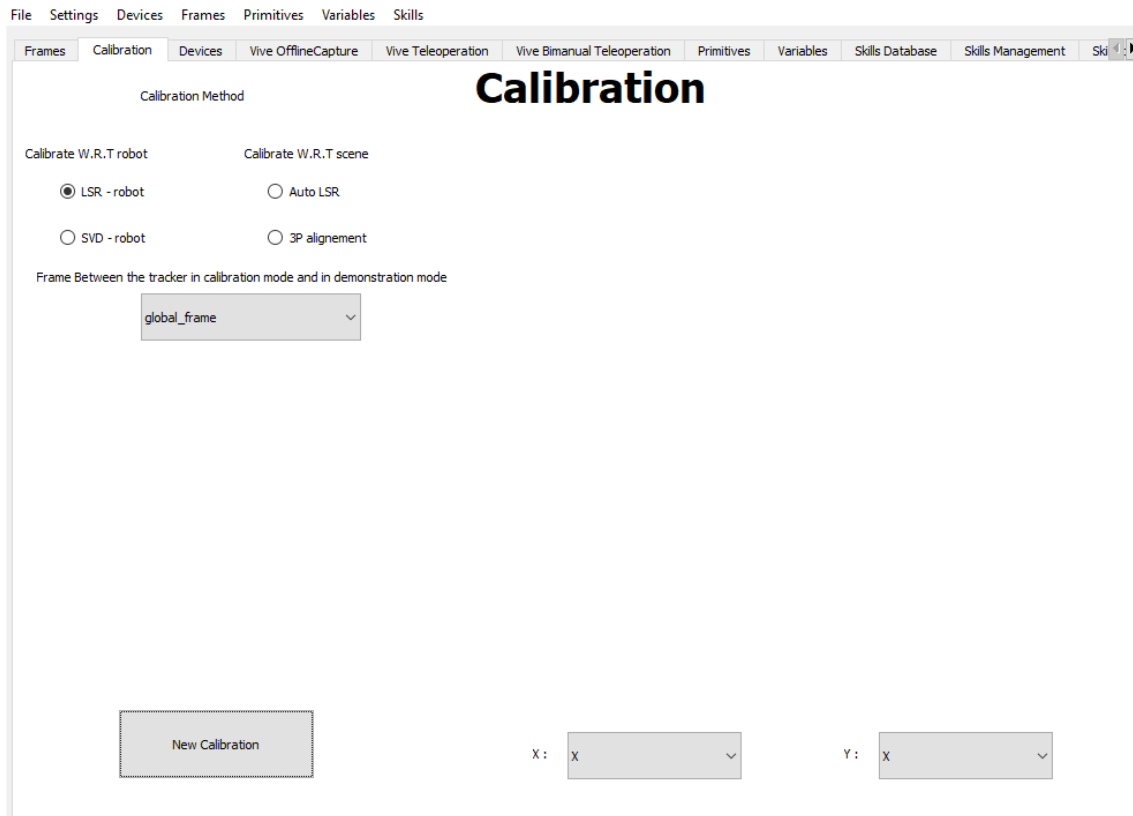 File Settings Devices Frames Primitives Variables Skills
Frames Calibration Devices Vive OfflineCapture Vive Teleoperation Vive Bimanual Teleoperation Primitives Variables Skills Database Skills Management Ski
Calibration
Calibration Method
Calibrate W.R.T robot Calibrate W.R.T scene
LSR - robot Auto LSR
SVD - robot 3P alignement
Frame Between the tracker in calibration mode and in demonstration mode
global_frame
New Calibration
X : X Y : X